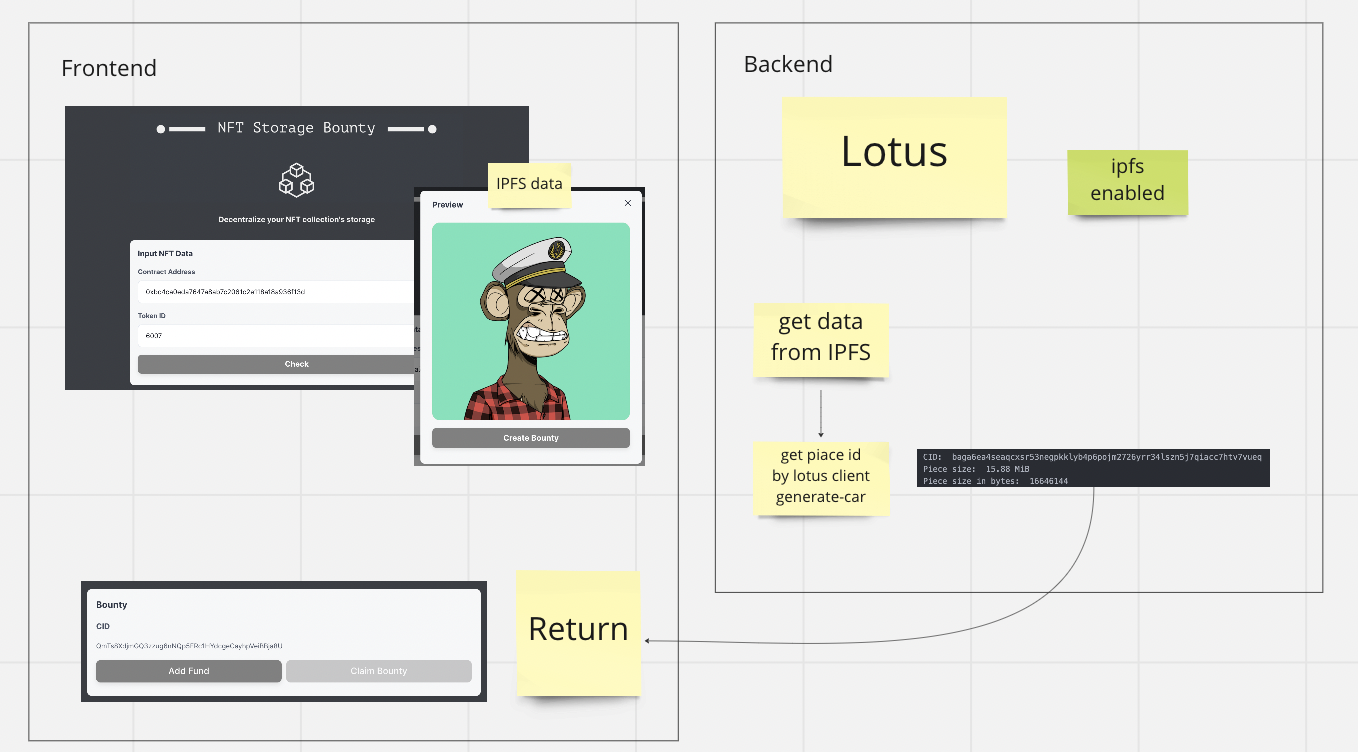 Frontend
NFT Storage Bounty
Decentralize your NFT collection's storage
Input NFT Data
Contract Address
Token ID
6007
Check
IPFS data
Preview
Create Bounty
Bounty
CID
Add Fund
Claim Bounty
Return
Backend
Lotus
ipfs
enabled
get data
from IPFS
get piace id
by lotus client
generate-car
CID: baga6ea4seaqcxsr53negpkklyb4p6pojm2726yrr34lszn5j7qiacc7htv7vueq
Piece size: 15.88 MiB
Piece size in bytes: 16646144